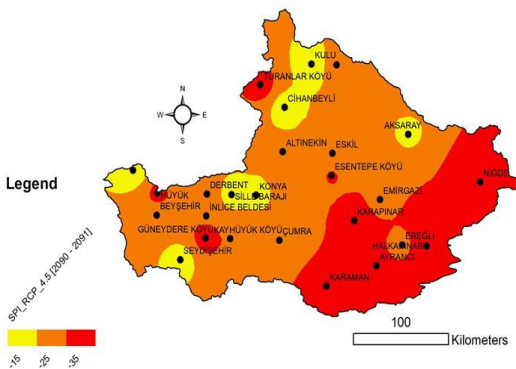 KULU
TURANLAR KÖYÜ
CİHANBEYLİ
AKSARAY
ALTINEKİN
ESKİL
ESENTEPE KÖYÜ
NİĞDE
N
W
E
S
Legend
HÜYÜK
DERBENT
KONYA
SİLLE BARAJI
EMİRGAZİ
BEYŞEHİR
İNLİCE BELDESİ
KARAPINAR
GÜNEYDERE KÖYÜ
KAYHÜYÜK KÖYÜ
ÇUMRA
EREĞLİ
HALKAPINAR
SEYDİŞEHİR
AYRANCI
KARAMAN
SPI_RCP_4.5 [2090 - 2091]
-15
-25
-35
100
Kilometers